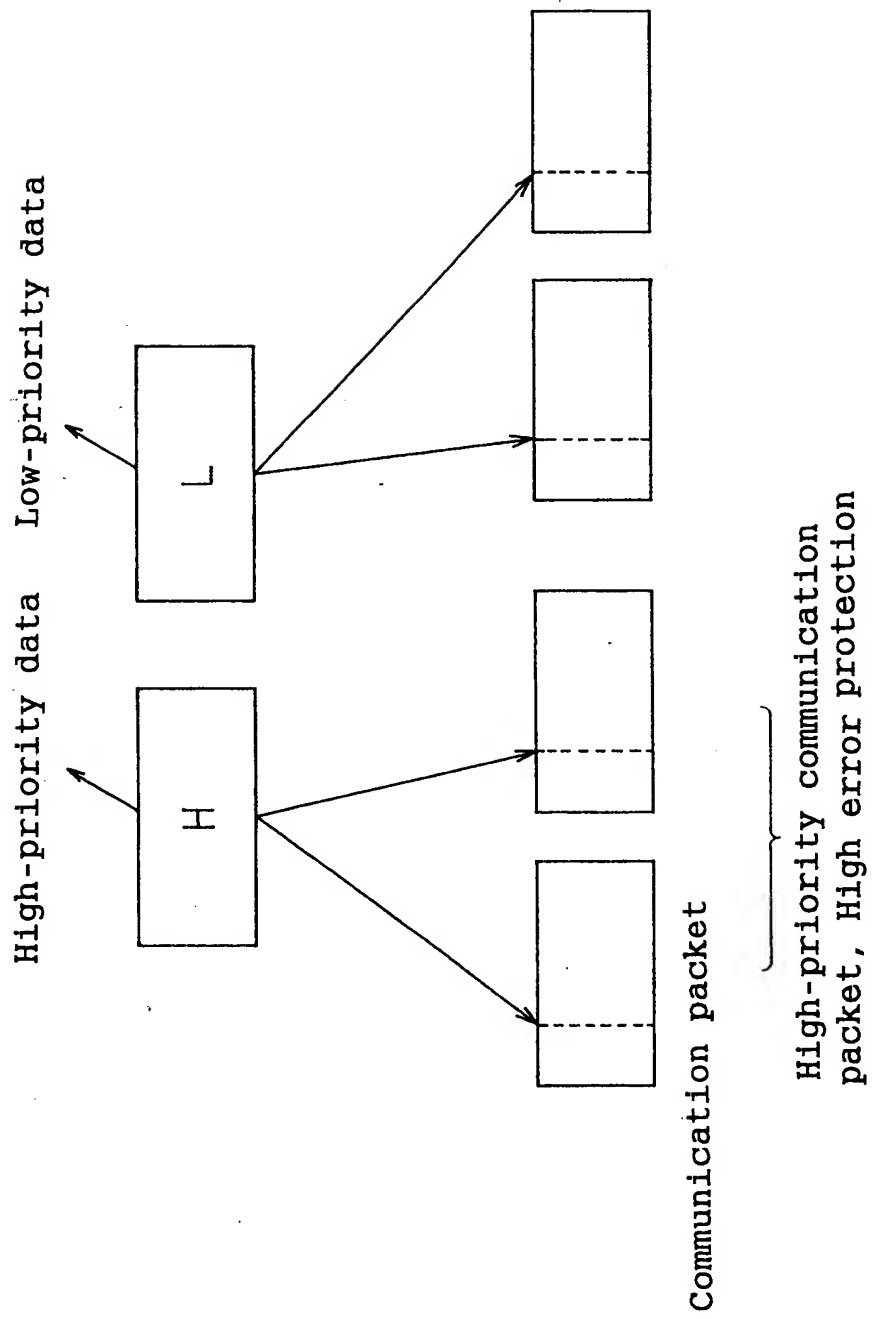 High-priority data
Low-priority data
H
L
Communication packet
High-priority communication
packet, High error protection